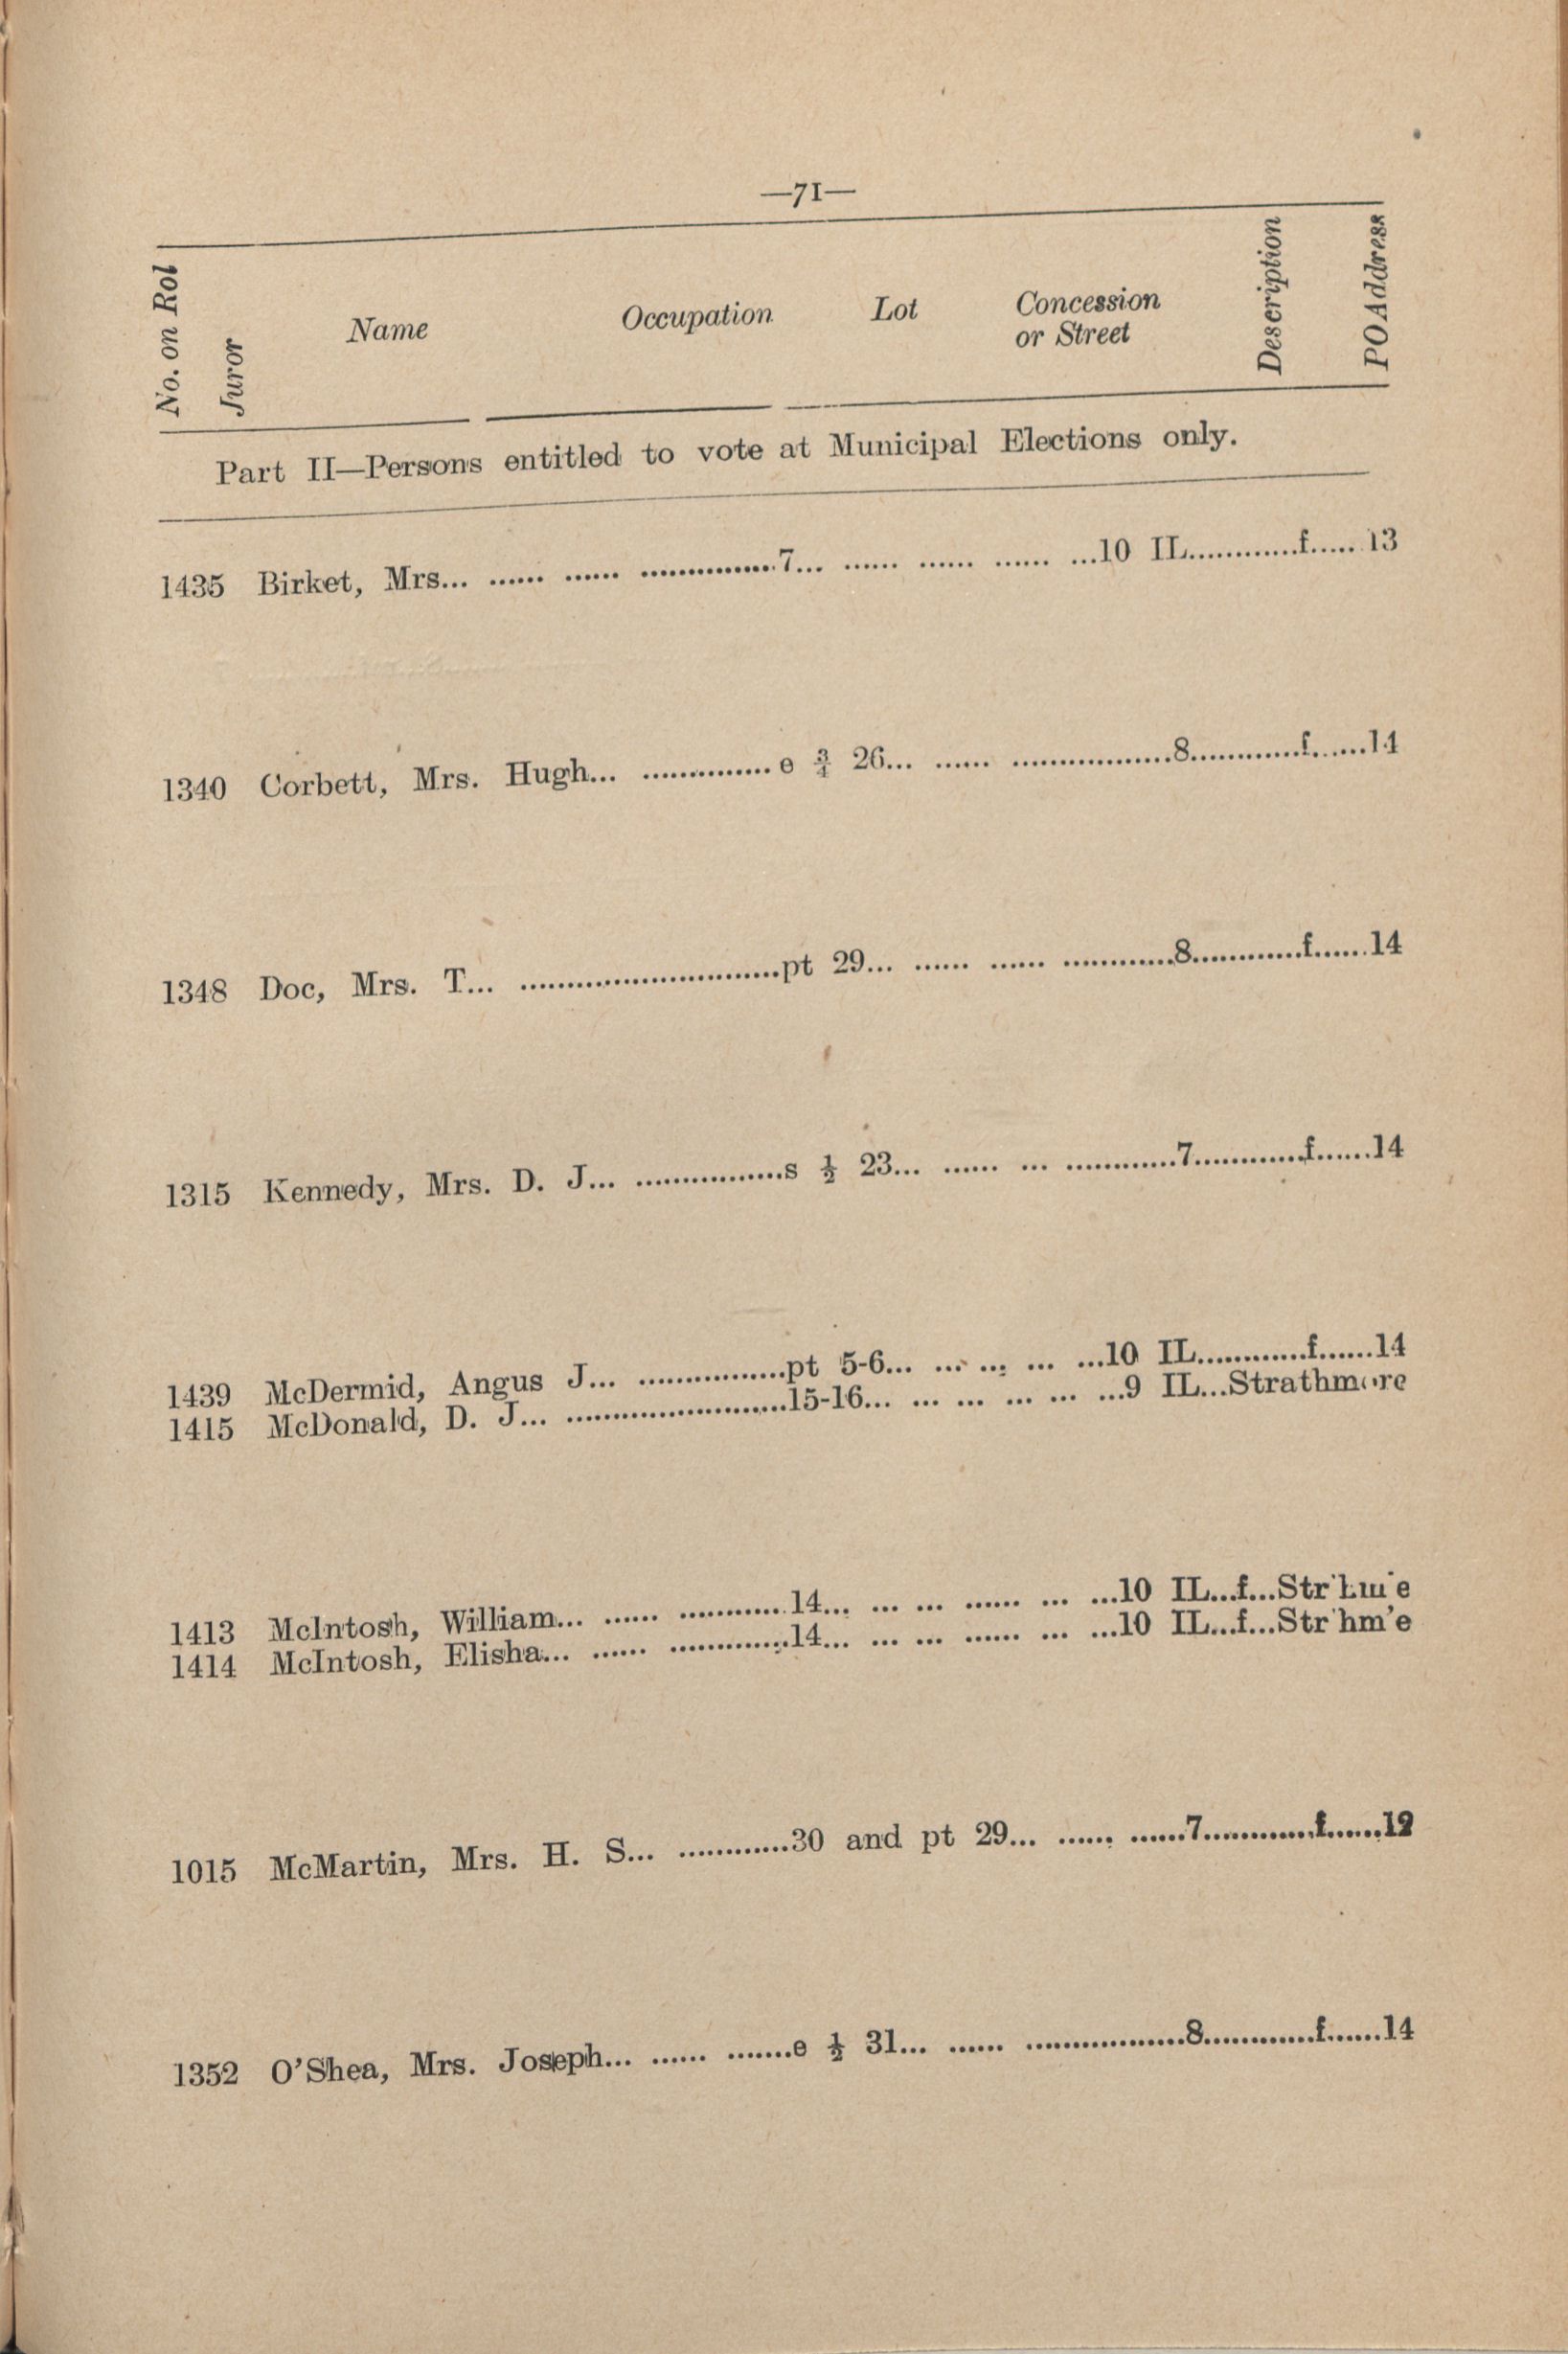 —71—
No. on Rol Juror Name Occupation Lot Concession or Street Description PO Address
Part II—Persons entitled to vote at Municipal Elections only.
1435 Birket, Mrs... ...... ...... ...............7... ...... ...... ...... ...10 IL............f......13
1340 Corbett, Mrs. Hugh... ..............e ¾ 26... ...... .................8............f.......14
1348 Doc, Mrs. T... ............................pt 29... ...... ...... ............8............f......14
1315 Kennedy, Mrs. D. J... ................s ½ 23... ...... ... ............7............f......14
1439 McDermid, Angus J... ................pt 5-6... ... ... ... ...10 IL............f......14
1415 McDonald, D. J... ........................15-16... ... ... ... ... ...9 IL...Strathmore
1413 McIntosh, William... ...... ............14... ... ... ...... ... ...10 IL...f...
1414 McIntosh, Elisha... ...... .............14... ... ... ...... ... ...10 IL...f...Str'hm'e
1015 McMartin, Mrs. H. S... ............30 and pt 29... ...... ......7............f......12
1352 O'Shea, Mrs. Joseph... ...... .......e ½ 31... ...... .................8............f.......14